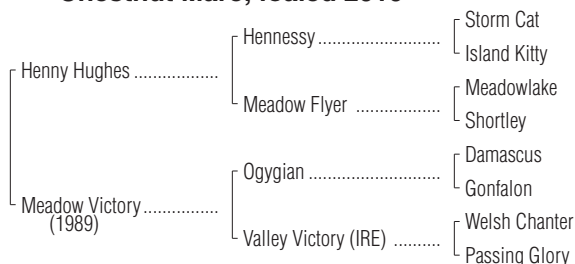 Chestnut Mare; foaled
Storm Cat
Hennessy
Island Kitty
Henny Hughes
Meadowlake
Meadow Flyer
Shortley
Damascus
Ogygian
Gonfalon
Meadow Victory
(1989)
Welsh Chanter
Valley Victory (IRE)
Passing Glory